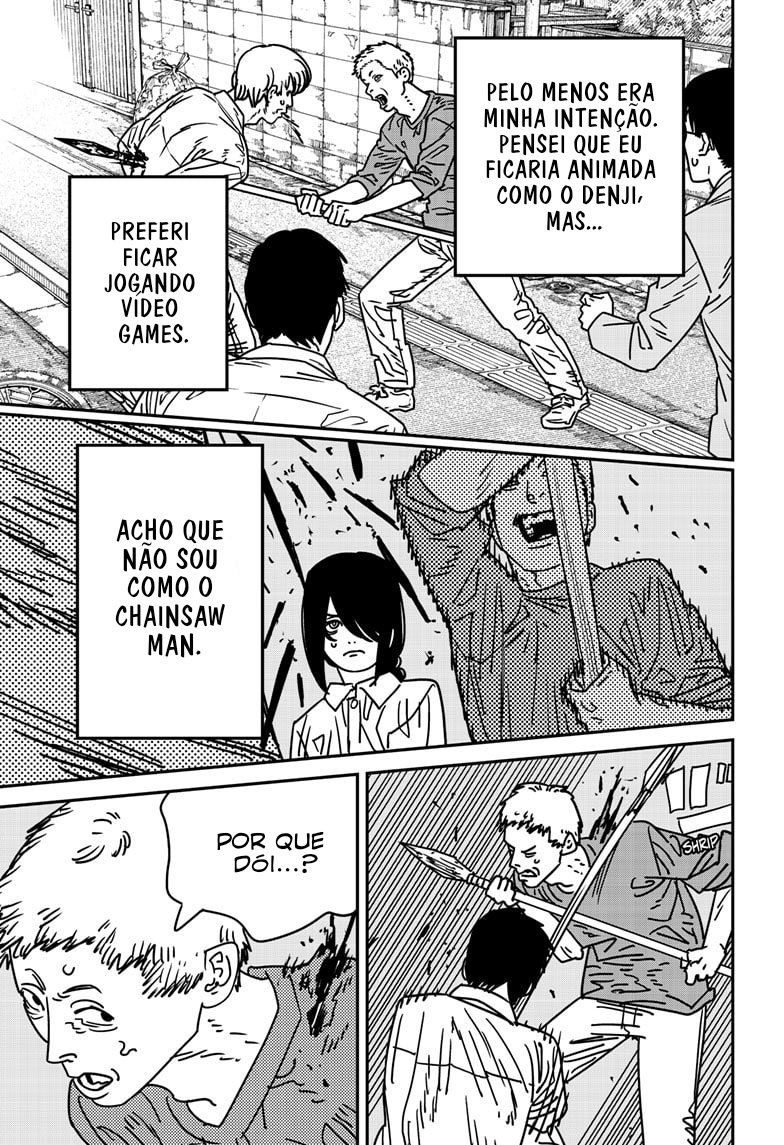 PELO MENOS ERA
MINHA INTENÇÃO.
PENSEI QUE EU
FICARIA ANIMADA
COMO O DENJI,
MAS...
PREFERI
FICAR
JOGANDO
VÍDEO
GAMES.
ACHO QUE
NÃO SOU
COMO O
CHAINSAW
MAN.
POR QUE
DÓI...?
SHRIP